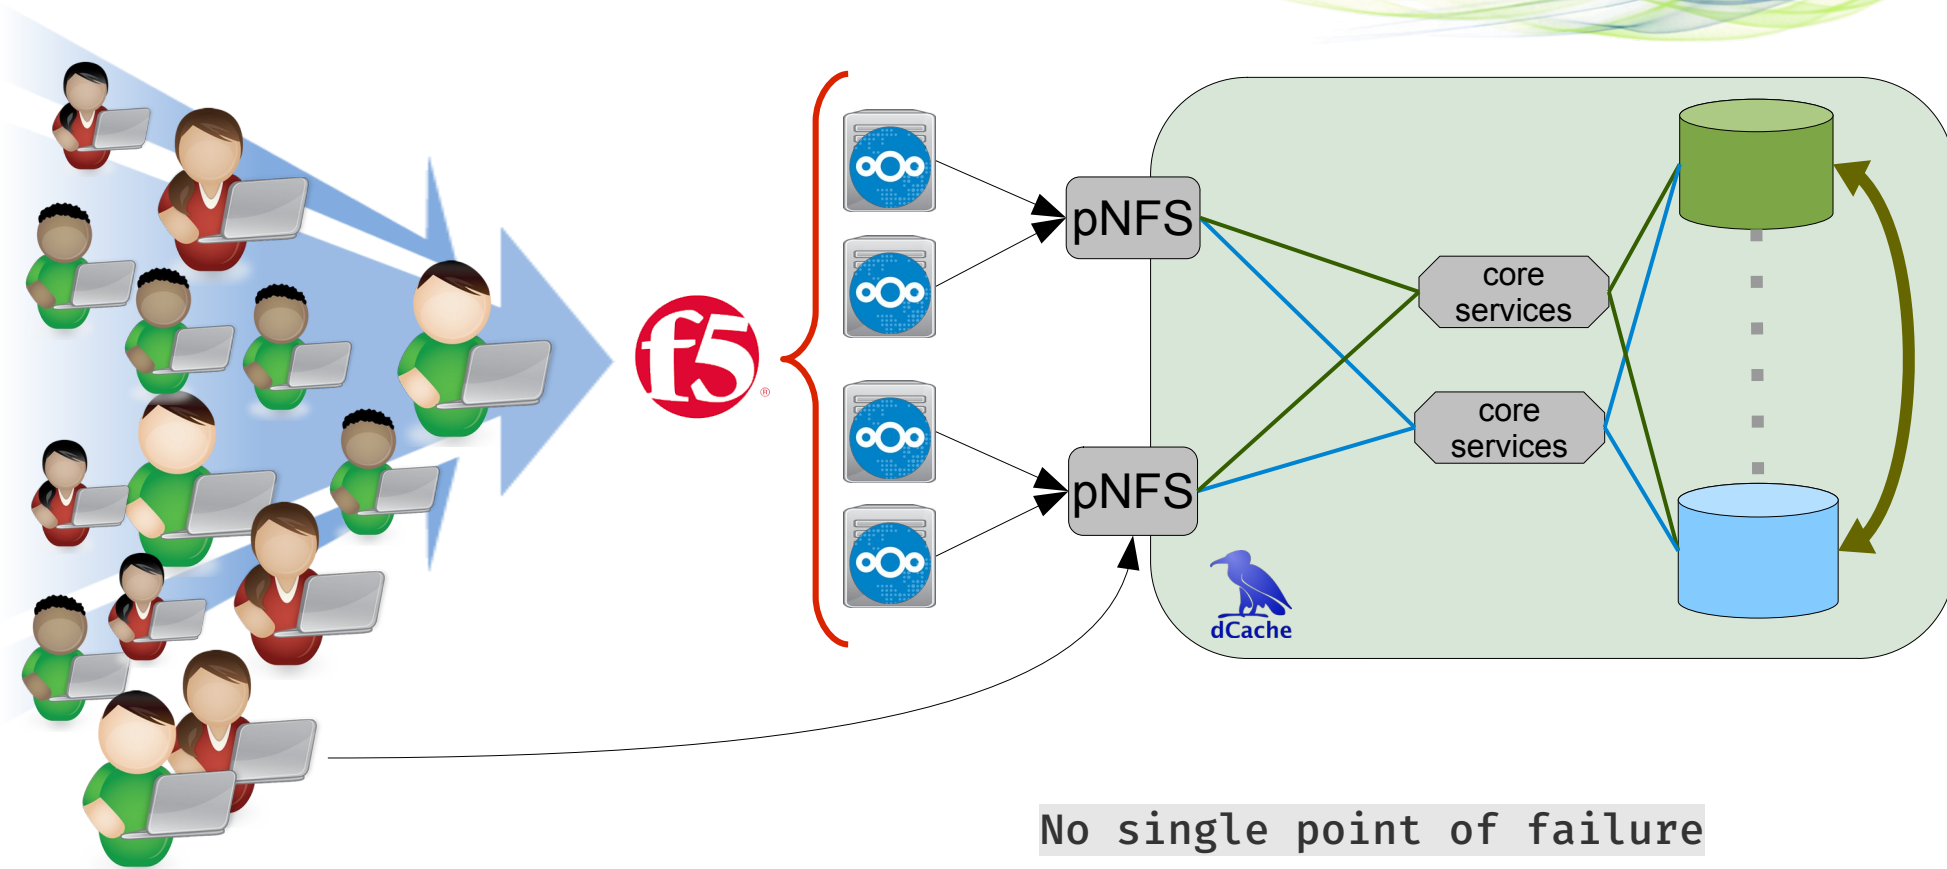 f5
®
pNFS
pNFS
core
services
core
services
dCache
No single point of failure